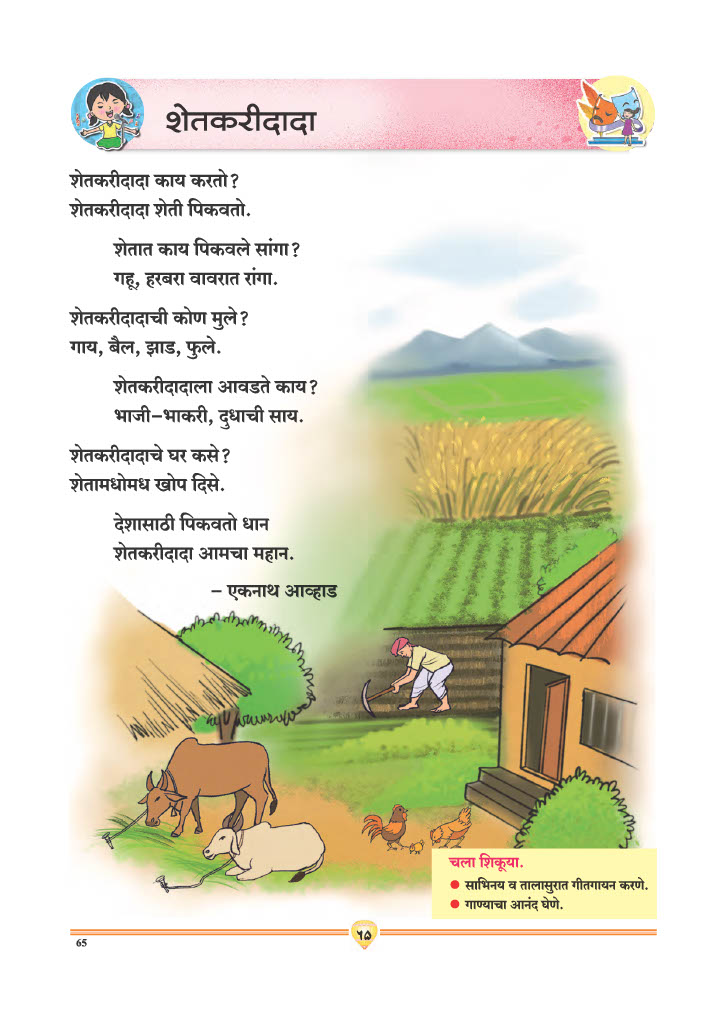 शेतकरीदादा
शेतकरीदादा काय करतो?
शेतकरीदादा शेती पिकवतो.
शेतात काय पिकवले सांगा?
गहू, हरबरा वावरात रांगा.
शेतकरीदादाची कोण मुले?
गाय, बैल, झाड, फुले.
शेतकरीदादाला आवडते काय?
भाजी-भाकरी, दुधाची साय.
शेतकरीदादाचे घर कसे?
शेतामधोमध खोप दिसे.
देशासाठी पिकवतो धान
शेतकरीदादा आमचा महान.
– एकनाथ आव्हाड
चला शिकूया.
● साभिनय व तालासुरात गीतगायन करणे.
● गाण्याचा आनंद घेणे.
६५
65